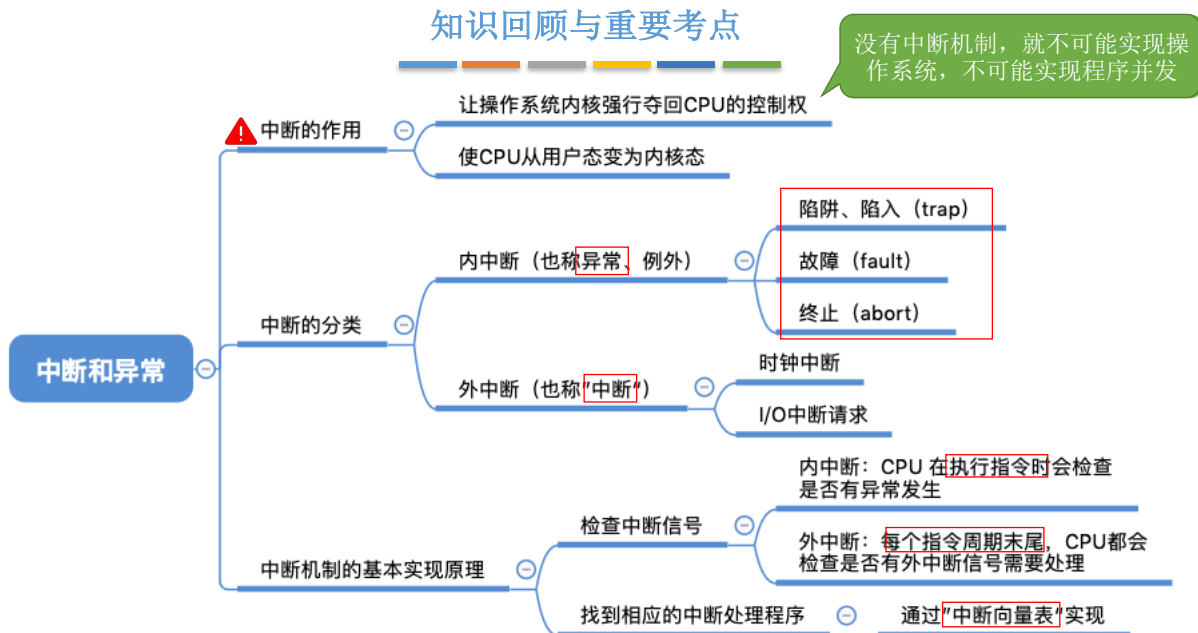 知识回顾与重要考点
没有中断机制，就不可能实现操
作系统，不可能实现程序并发
让操作系统内核强行夺回CPU的控制权
中断的作用
使CPU从用户态变为内核态
陷阱、陷入（trap）
内中断（也称异常、例外）
故障（fault）
终止（abort）
中断的分类
时钟中断
外中断（也称"中断"）
I/O中断请求
中断和异常
内中断：CPU 在执行指令时会检查
是否有异常发生
检查中断信号
外中断：每个指令周期末尾，CPU都会
检查是否有外中断信号需要处理
中断机制的基本实现原理
找到相应的中断处理程序
通过"中断向量表"实现